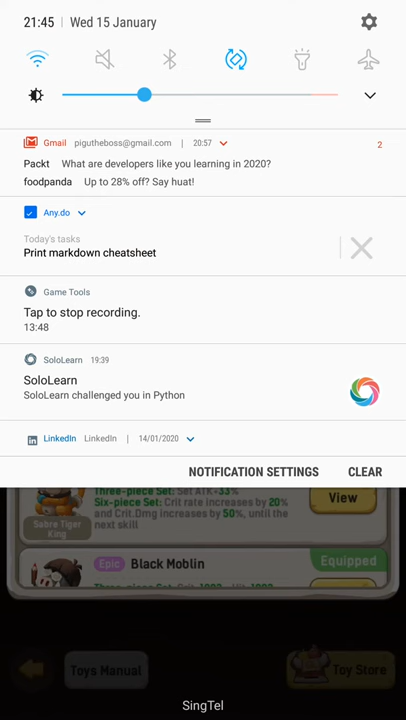 21:45 | Wed 15 January
Gmail pigutheboss@gmail.com | 20:57
2
Packt What are developers like you learning in 2020?
foodpanda Up to 28% off? Say huat!
Any.do
Today's tasks
Print markdown cheatsheet
Game Tools
Tap to stop recording.
13:48
SoloLearn 19:39
SoloLearn
SoloLearn challenged you in Python
LinkedIn LinkedIn | 14/01/2020
NOTIFICATION SETTINGS CLEAR
Three-piece Set: Set ATK+33%
Six-piece Set: Crit rate increases by 20%
and Crit.Dmg increases by 50%, until the
next skill
View
Sabre Tiger
King
Epic Black Moblin
Equipped
Three-piece Set:
Toys Manual
Toy Store
SingTel